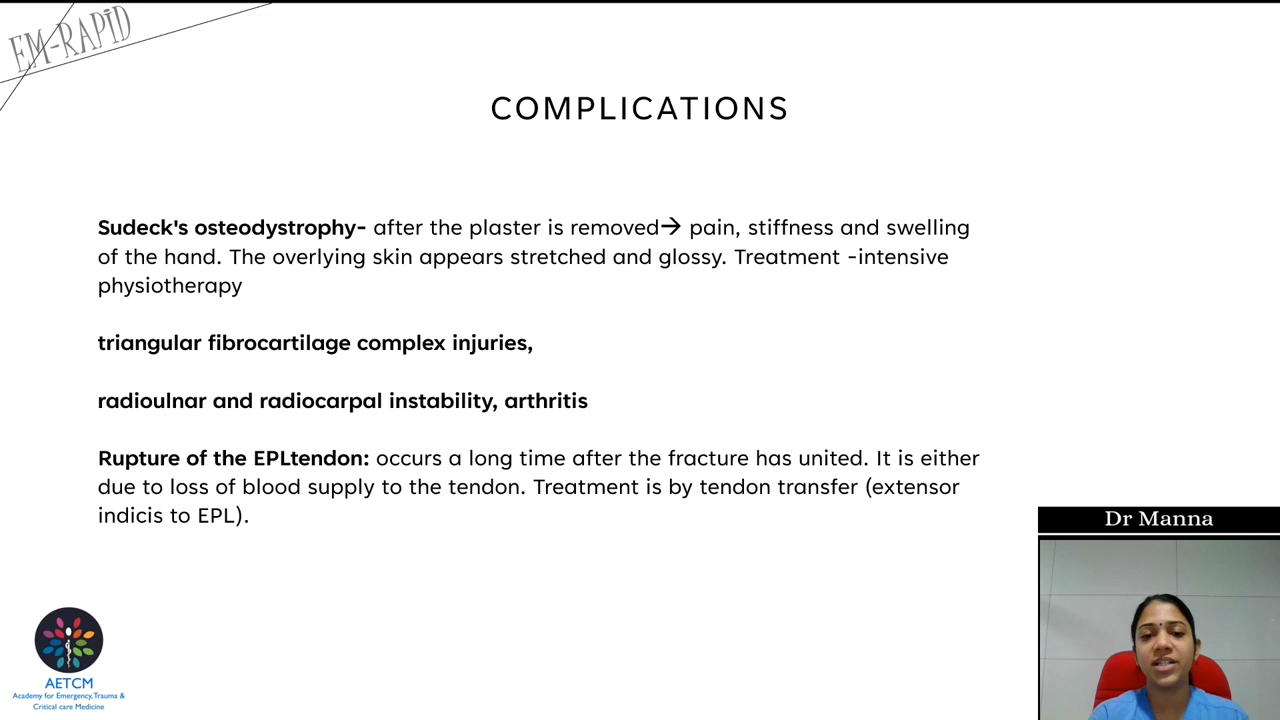 EM-RAPiD
COMPLICATIONS
Sudeck's osteodystrophy- after the plaster is removed→ pain, stiffness and swelling
of the hand. The overlying skin appears stretched and glossy. Treatment -intensive
physiotherapy
triangular fibrocartilage complex injuries,
radioulnar and radiocarpal instability, arthritis
Rupture of the EPLtendon: occurs a long time after the fracture has united. It is either
due to loss of blood supply to the tendon. Treatment is by tendon transfer (extensor
indicis to EPL).
Dr Manna
AETCM
Academy for Emergency,Trauma &
Critical care Medicine